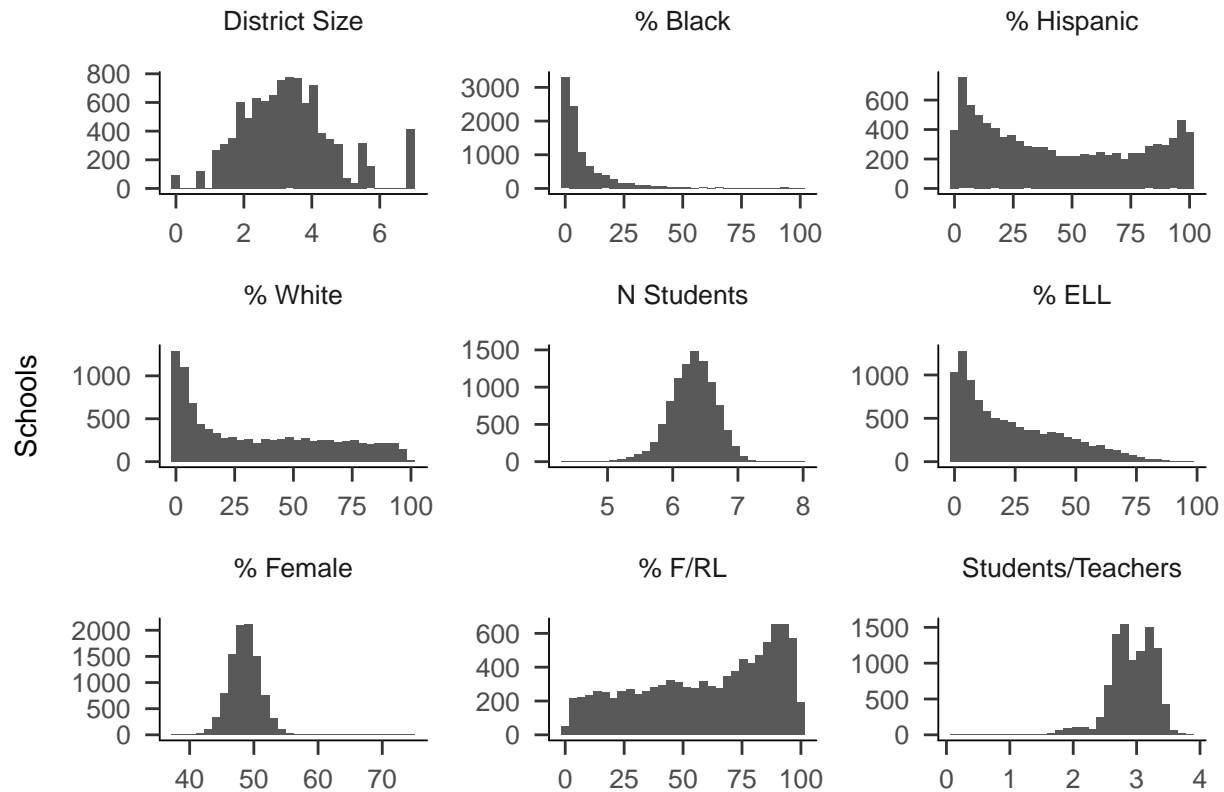 District Size
% Black
% Hispanic
800
600
400
200
0
3000
2000
1000
0
600
400
200
0
0 2 4 6
0 25 50 75 100
0 25 50 75 100
% White
N Students
% ELL
Schools
1000
500
0
1500
1000
500
0
1000
500
0
0 25 50 75 100
5 6 7 8
0 25 50 75 100
% Female
% F/RL
Students/Teachers
2000
1500
1000
500
0
600
400
200
0
1500
1000
500
0
40 50 60 70
0 25 50 75 100
0 1 2 3 4